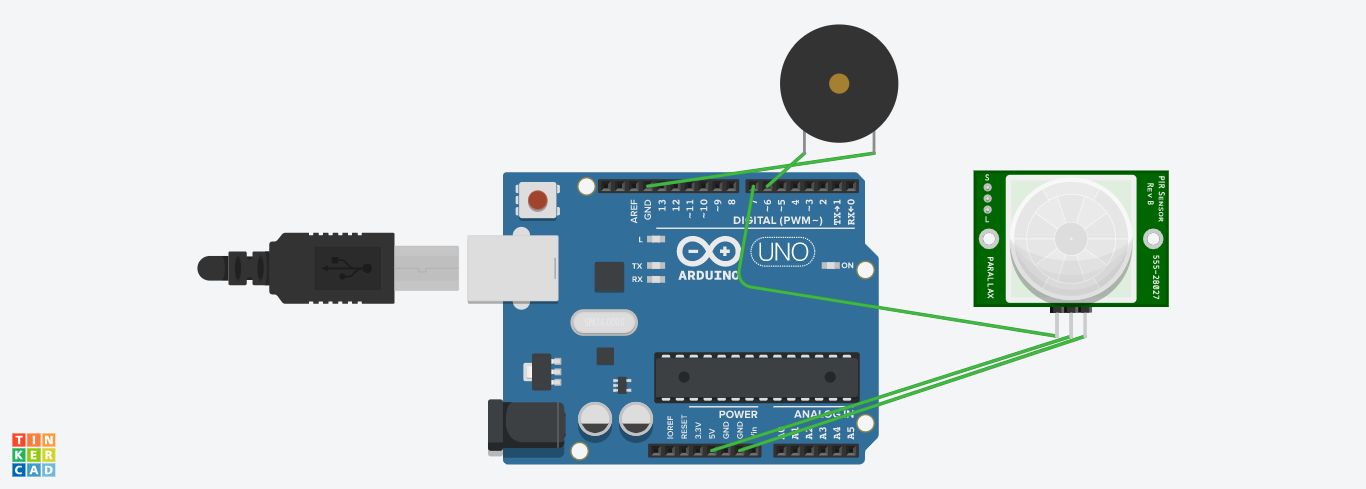 AREF
GND
13
12
~11
~10
~9
8
7
~6
~5
4
~3
2
TX→1
RX←0
DIGITAL (PWM~)
L
TX
RX
ARDUINO
UNO
ON
S
L
PIR SENSOR
REV B
PARALLAX
555-28027
POWER
ANALOG IN
IOREF
RESET
3.3V
5V
GND
GND
Vin
A0
A1
A2
A3
A4
A5
TIN
KER
CAD